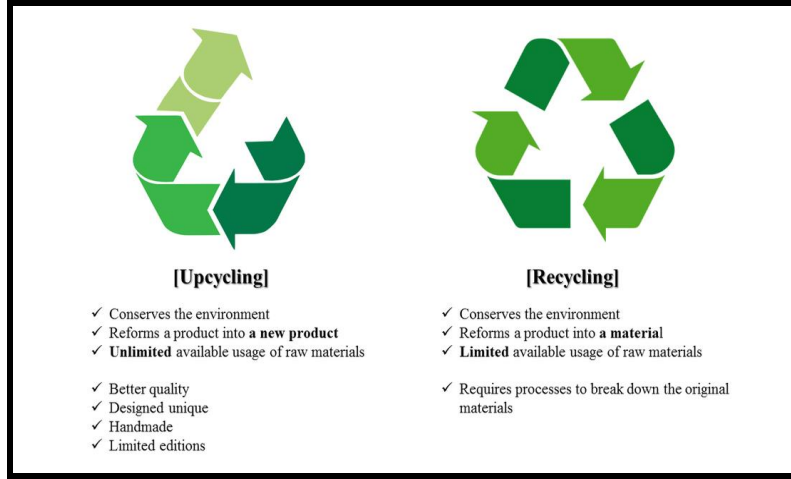 [Upcycling]
✓ Conserves the environment
✓ Reforms a product into a new product
✓ Unlimited available usage of raw materials
✓ Better quality
✓ Designed unique
✓ Handmade
✓ Limited editions
[Recycling]
✓ Conserves the environment
✓ Reforms a product into a material
✓ Limited available usage of raw materials
✓ Requires processes to break down the original
materials